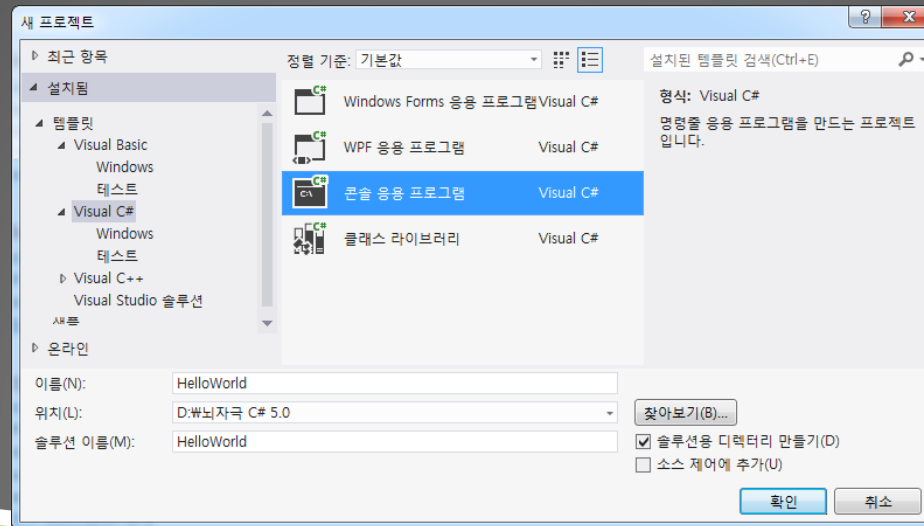 새 프로젝트
최근 항목
설치됨
템플릿
Visual Basic
Windows
테스트
Visual C#
Windows
테스트
Visual C++
Visual Studio 솔루션
샘플
온라인
정렬 기준: 기본값
Windows Forms 응용 프로그램 Visual C#
WPF 응용 프로그램 Visual C#
콘솔 응용 프로그램 Visual C#
클래스 라이브러리 Visual C#
설치된 템플릿 검색(Ctrl+E)
형식: Visual C#
명령줄 응용 프로그램을 만드는 프로젝트
입니다.
이름(N): HelloWorld
위치(L): D:₩뇌자극 C# 5.0
찾아보기(B)...
솔루션 이름(M): HelloWorld
솔루션용 디렉터리 만들기(D)
소스 제어에 추가(U)
확인
취소